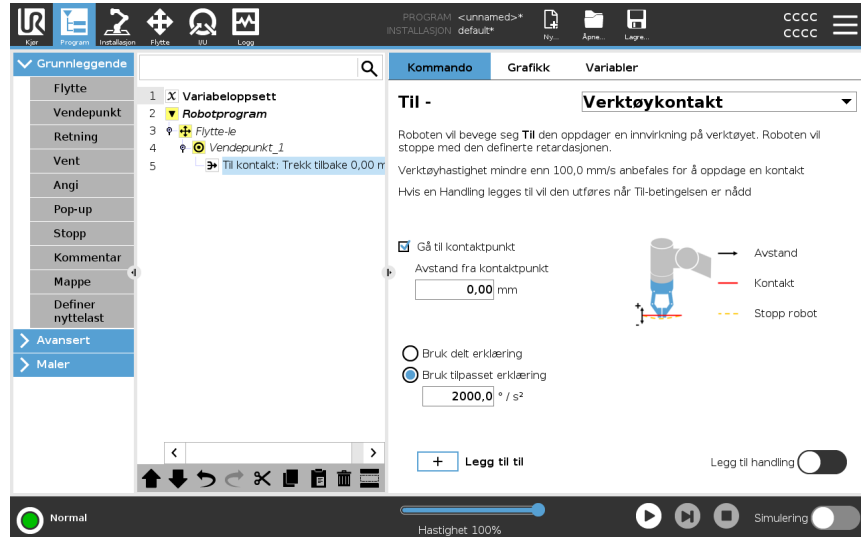 UR
Kjør
Program
Installasjon
Flytte
I/U
Logg
PROGRAM <unnamed>*
INSTALLASJON default*
Ny...
Åpne...
Lagre...
CCCC
CCCC
Grunnleggende
Flytte
Vendepunkt
Retning
Vent
Angi
Pop-up
Stopp
Kommentar
Mappe
Definer
nyttelast
Avansert
Maler
1 X Variabeloppsett
2 Robotprogram
3 Flytte-le
4 Vendepunkt_1
5 Til kontakt: Trekk tilbake 0,00 m
Kommando Grafikk Variabler
Til - Verktøykontakt
Roboten vil bevege seg Til den oppdager en innvirkning på verktøyet. Roboten vil
stoppe med den definerte retardasjonen.
Verktøyhastighet mindre enn 100,0 mm/s anbefales for å oppdage en kontakt
Hvis en Handling legges til vil den utføres når Til-betingelsen er nådd
Gå til kontaktpunkt
Avstand fra kontaktpunkt
0,00 mm
+
-
Avstand
Kontakt
Stopp robot
Bruk delt erklæring
Bruk tilpasset erklæring
2000,0 ° / s²
+ Legg til til
Legg til handling
Normal
Hastighet 100%
Simulering